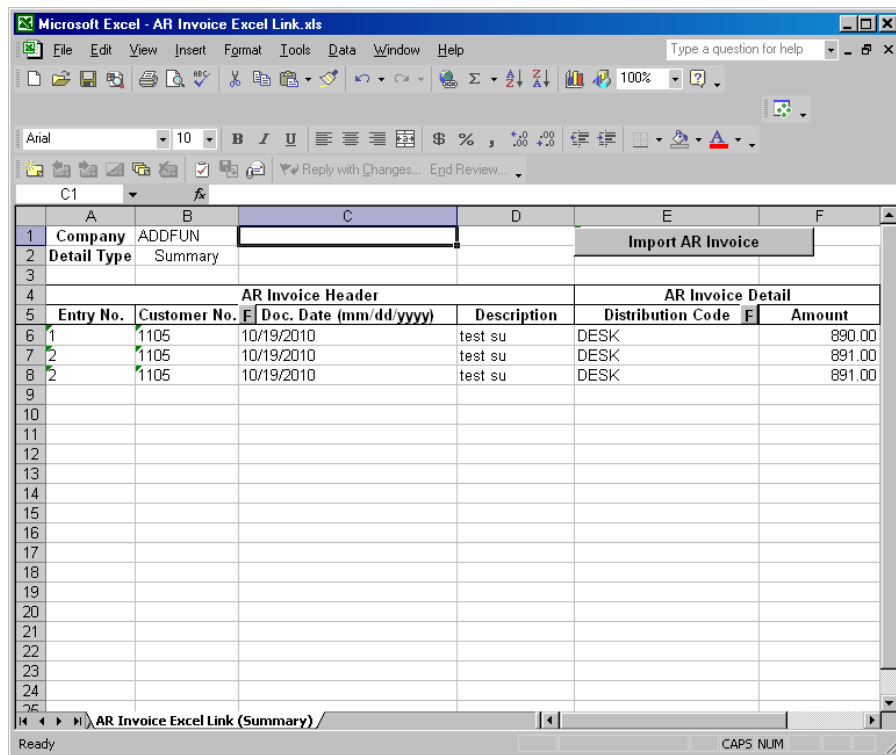 Microsoft Excel - AR Invoice Excel Link.xls
File Edit View Insert Format Tools Data Window Help Type a question for help
ABC Σ A Z Z A 100% ?
Arial 10 B I U $ % , .00 .00 A
Reply with Changes... End Review...
C1 fx
A B C D E F
1 Company ADDFUN Import AR Invoice
2 Detail Type Summary
3
4 AR Invoice Header AR Invoice Detail
5 Entry No. Customer No. F Doc. Date (mm/dd/yyyy) Description Distribution Code F Amount
6 1 1105 10/19/2010 test su DESK 890.00
7 2 1105 10/19/2010 test su DESK 891.00
8 2 1105 10/19/2010 test su DESK 891.00
9
10
11
12
13
14
15
16
17
18
19
20
21
22
23
24
25
AR Invoice Excel Link (Summary)
Ready CAPS NUM